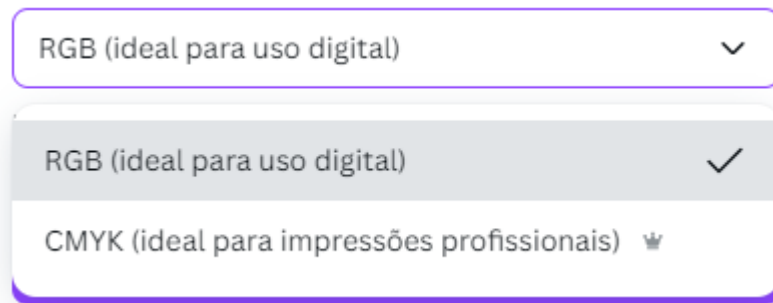 RGB (ideal para uso digital)
RGB (ideal para uso digital)
CMYK (ideal para impressões profissionais)